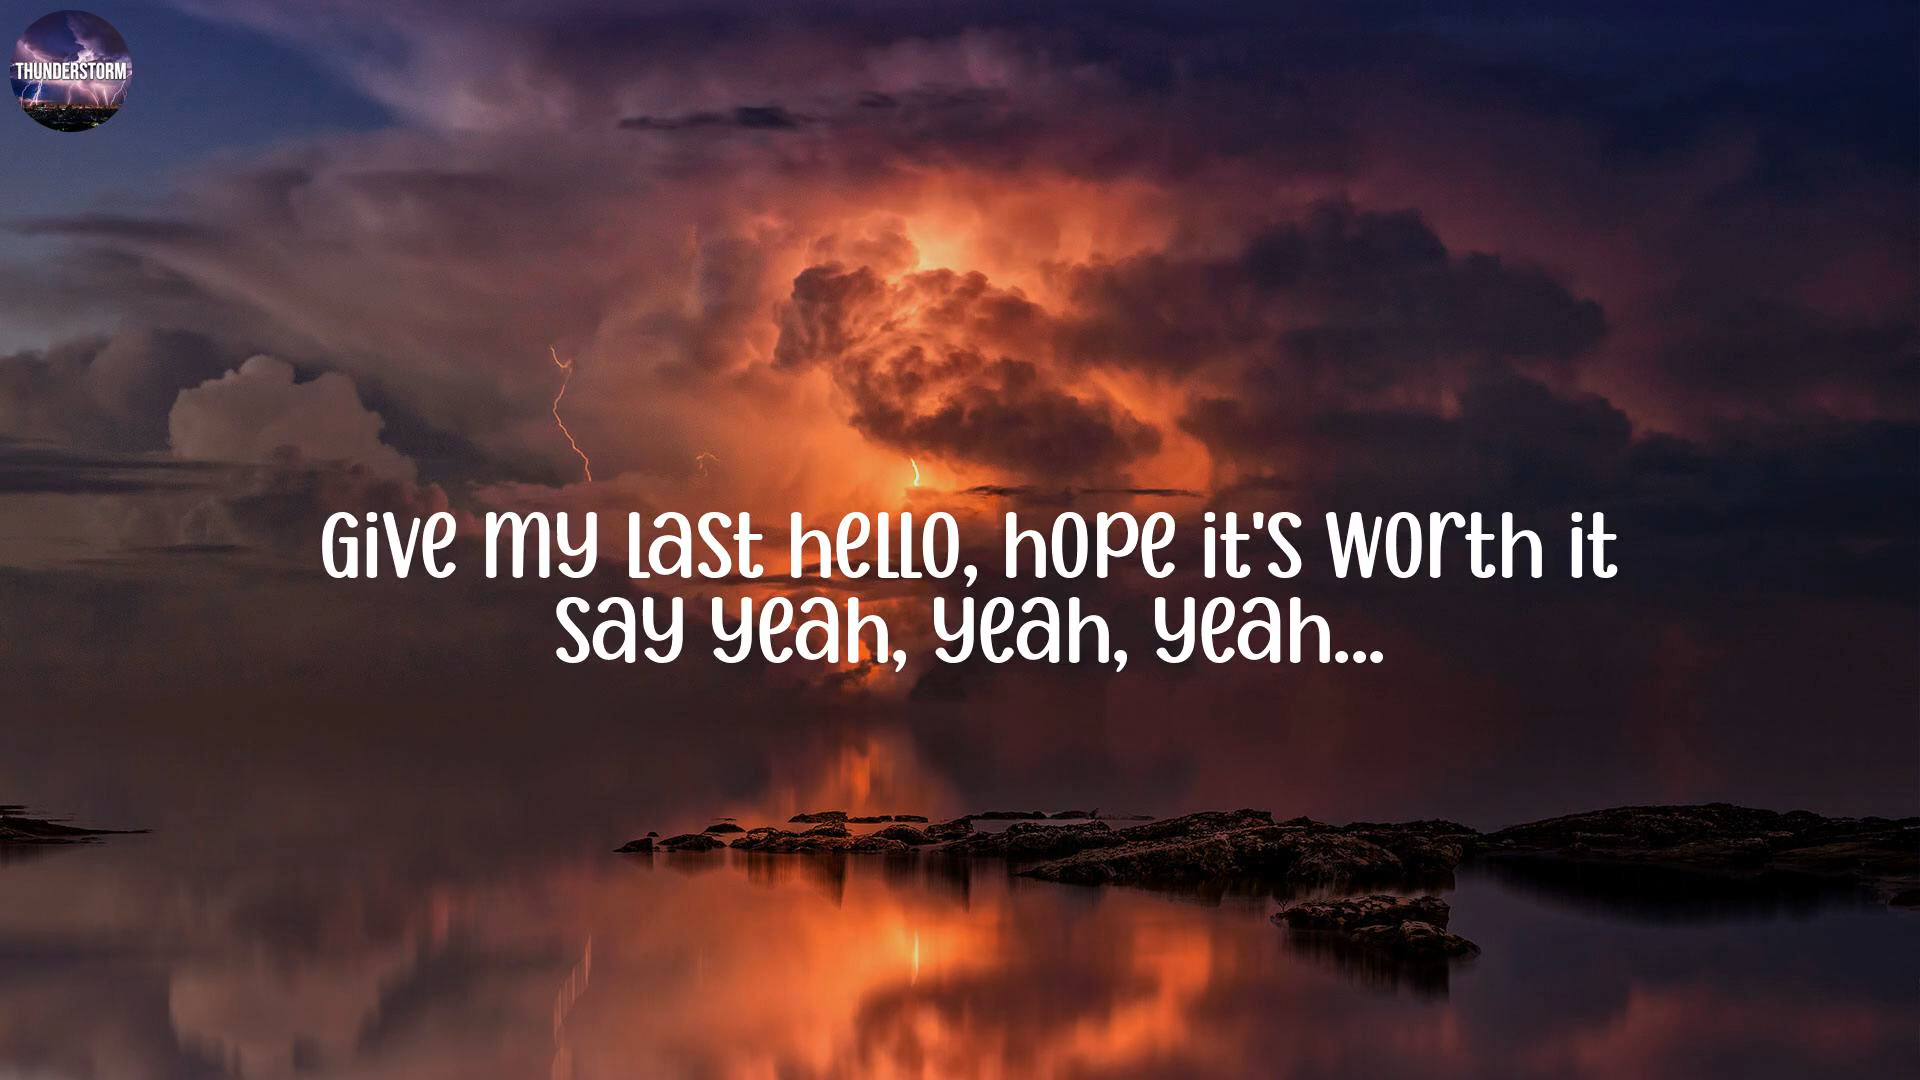 THUNDERSTORM
Give my last hello, hope it's worth it
Say yeah, yeah, yeah...